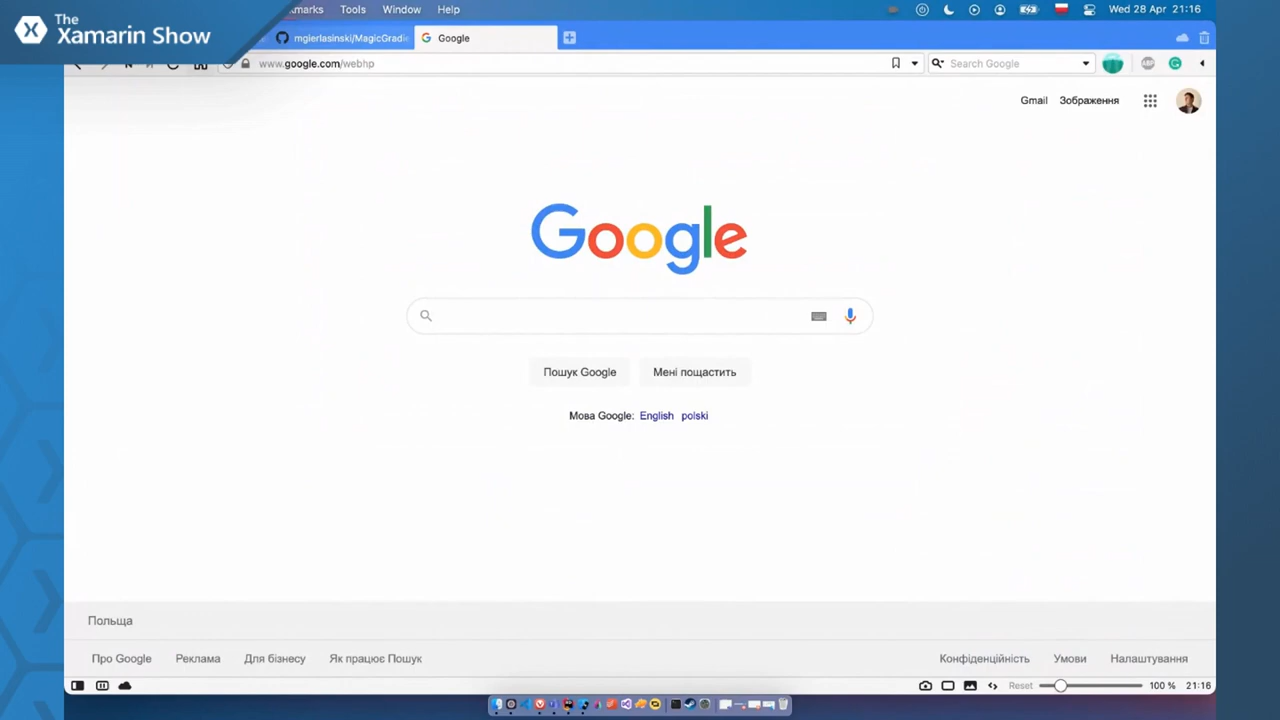 The
Xamarin Show
Tools Window Help
Wed 28 Apr 21:16
mgierlasinski/MagicGradie
Google
www.google.com/webhp
Search Google
Gmail Зображення
Google
Пошук Google Мені пощастить
Мова Google: English polski
Польща
Про Google Реклама Для бізнесу Як працює Пошук
Конфіденційність Умови Налаштування
Reset 100 % 21:16